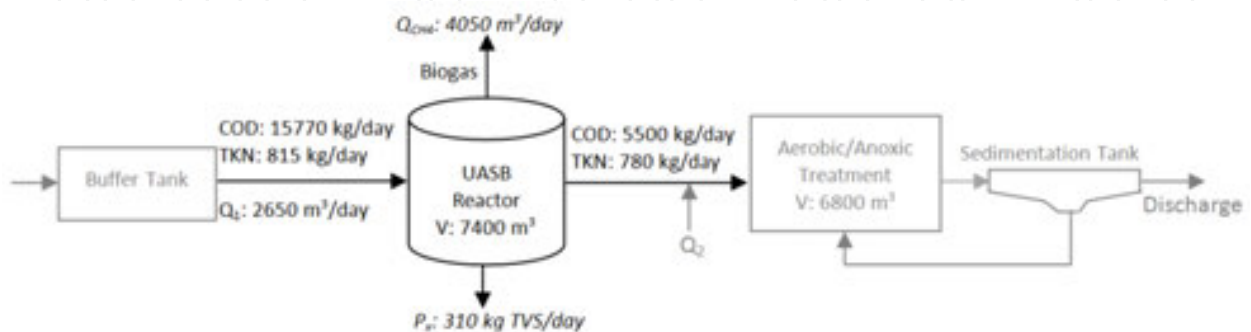 Q_CH4: 4050 m³/day
Biogas
COD: 15770 kg/day
TKN: 815 kg/day
Q₁: 2650 m³/day
Buffer Tank
UASB
Reactor
V: 7400 m³
COD: 5500 kg/day
TKN: 780 kg/day
Q₂
Aerobic/Anoxic
Treatment
V: 6800 m³
Sedimentation Tank
Discharge
Pₓ: 310 kg TVS/day